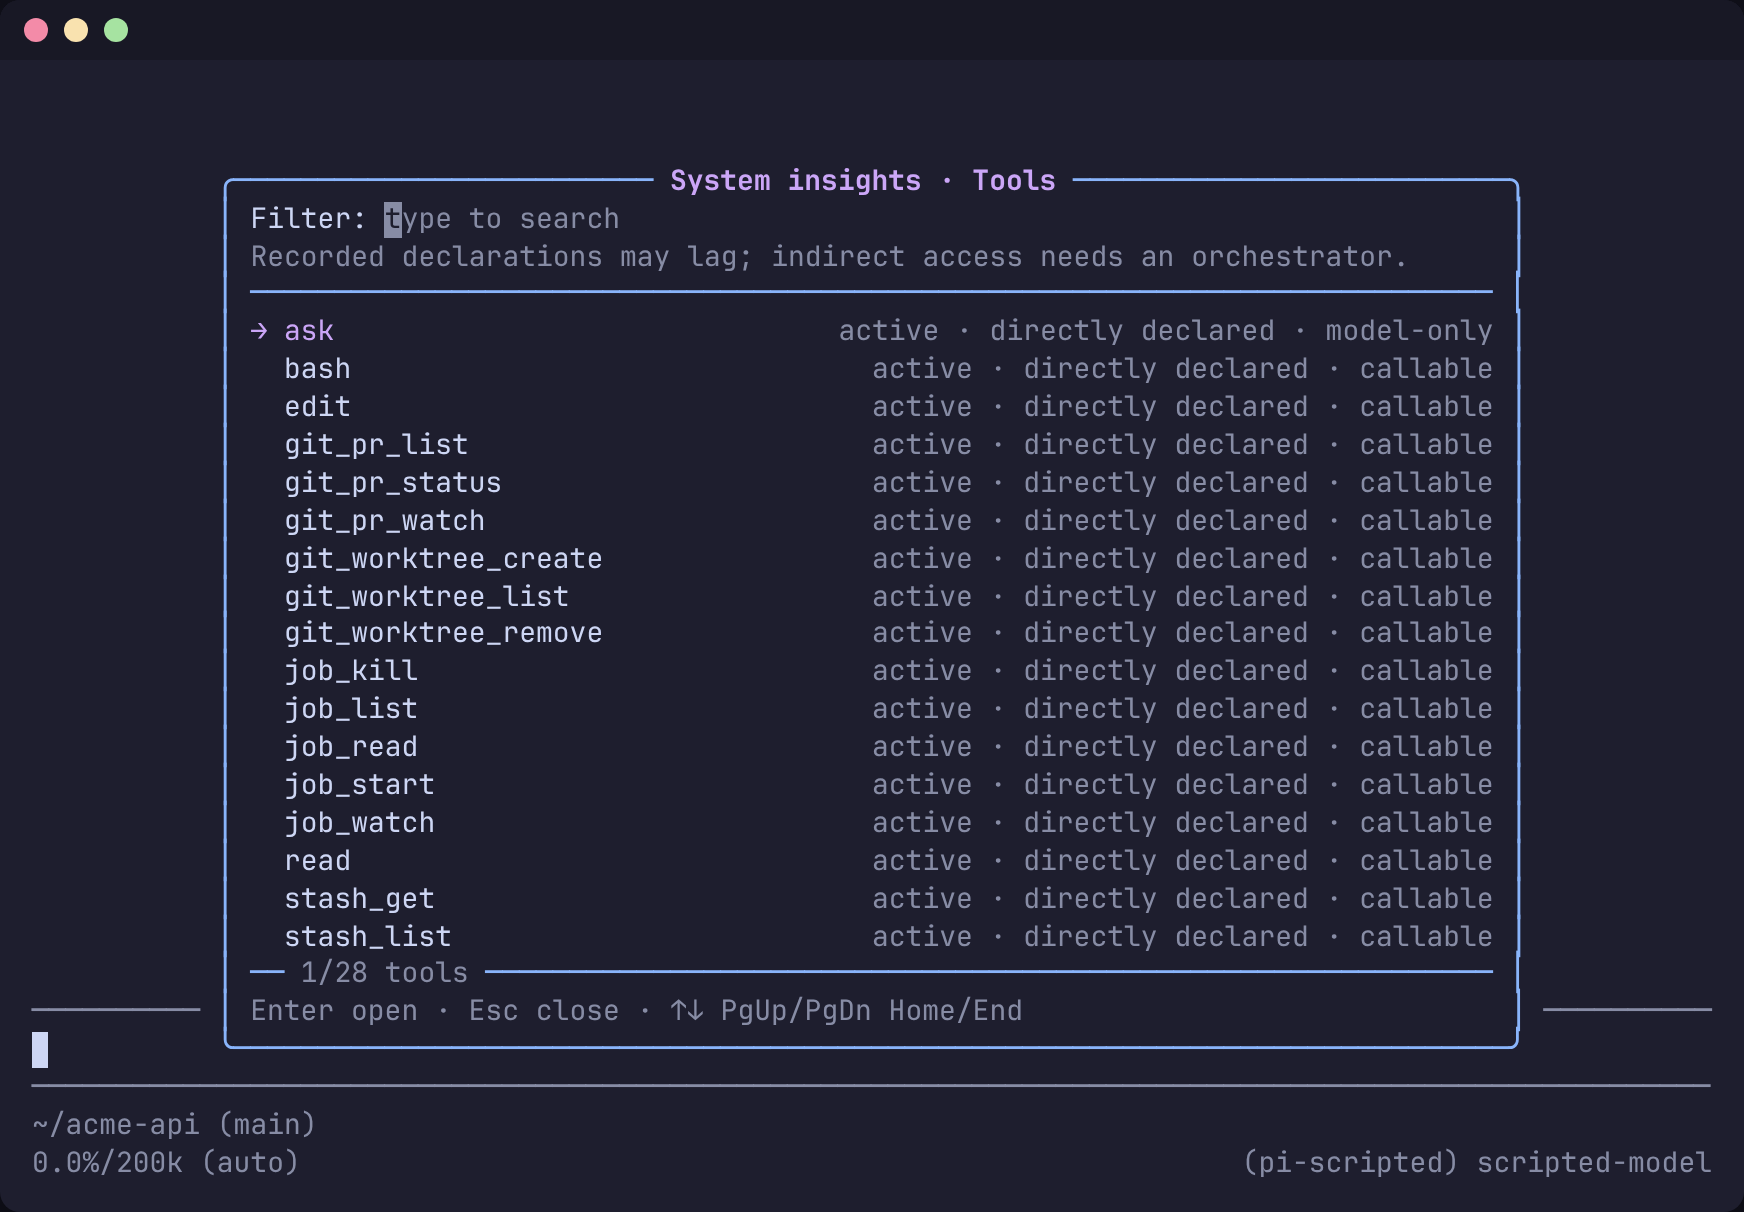 System insights · Tools
Filter: type to search
Recorded declarations may lag; indirect access needs an orchestrator.
→ ask active · directly declared · model-only
bash active · directly declared · callable
edit active · directly declared · callable
git_pr_list active · directly declared · callable
git_pr_status active · directly declared · callable
git_pr_watch active · directly declared · callable
git_worktree_create active · directly declared · callable
git_worktree_list active · directly declared · callable
git_worktree_remove active · directly declared · callable
job_kill active · directly declared · callable
job_list active · directly declared · callable
job_read active · directly declared · callable
job_start active · directly declared · callable
job_watch active · directly declared · callable
read active · directly declared · callable
stash_get active · directly declared · callable
stash_list active · directly declared · callable
1/28 tools
Enter open · Esc close · ↑↓ PgUp/PgDn Home/End
~/acme-api (main)
0.0%/200k (auto) (pi-scripted) scripted-model